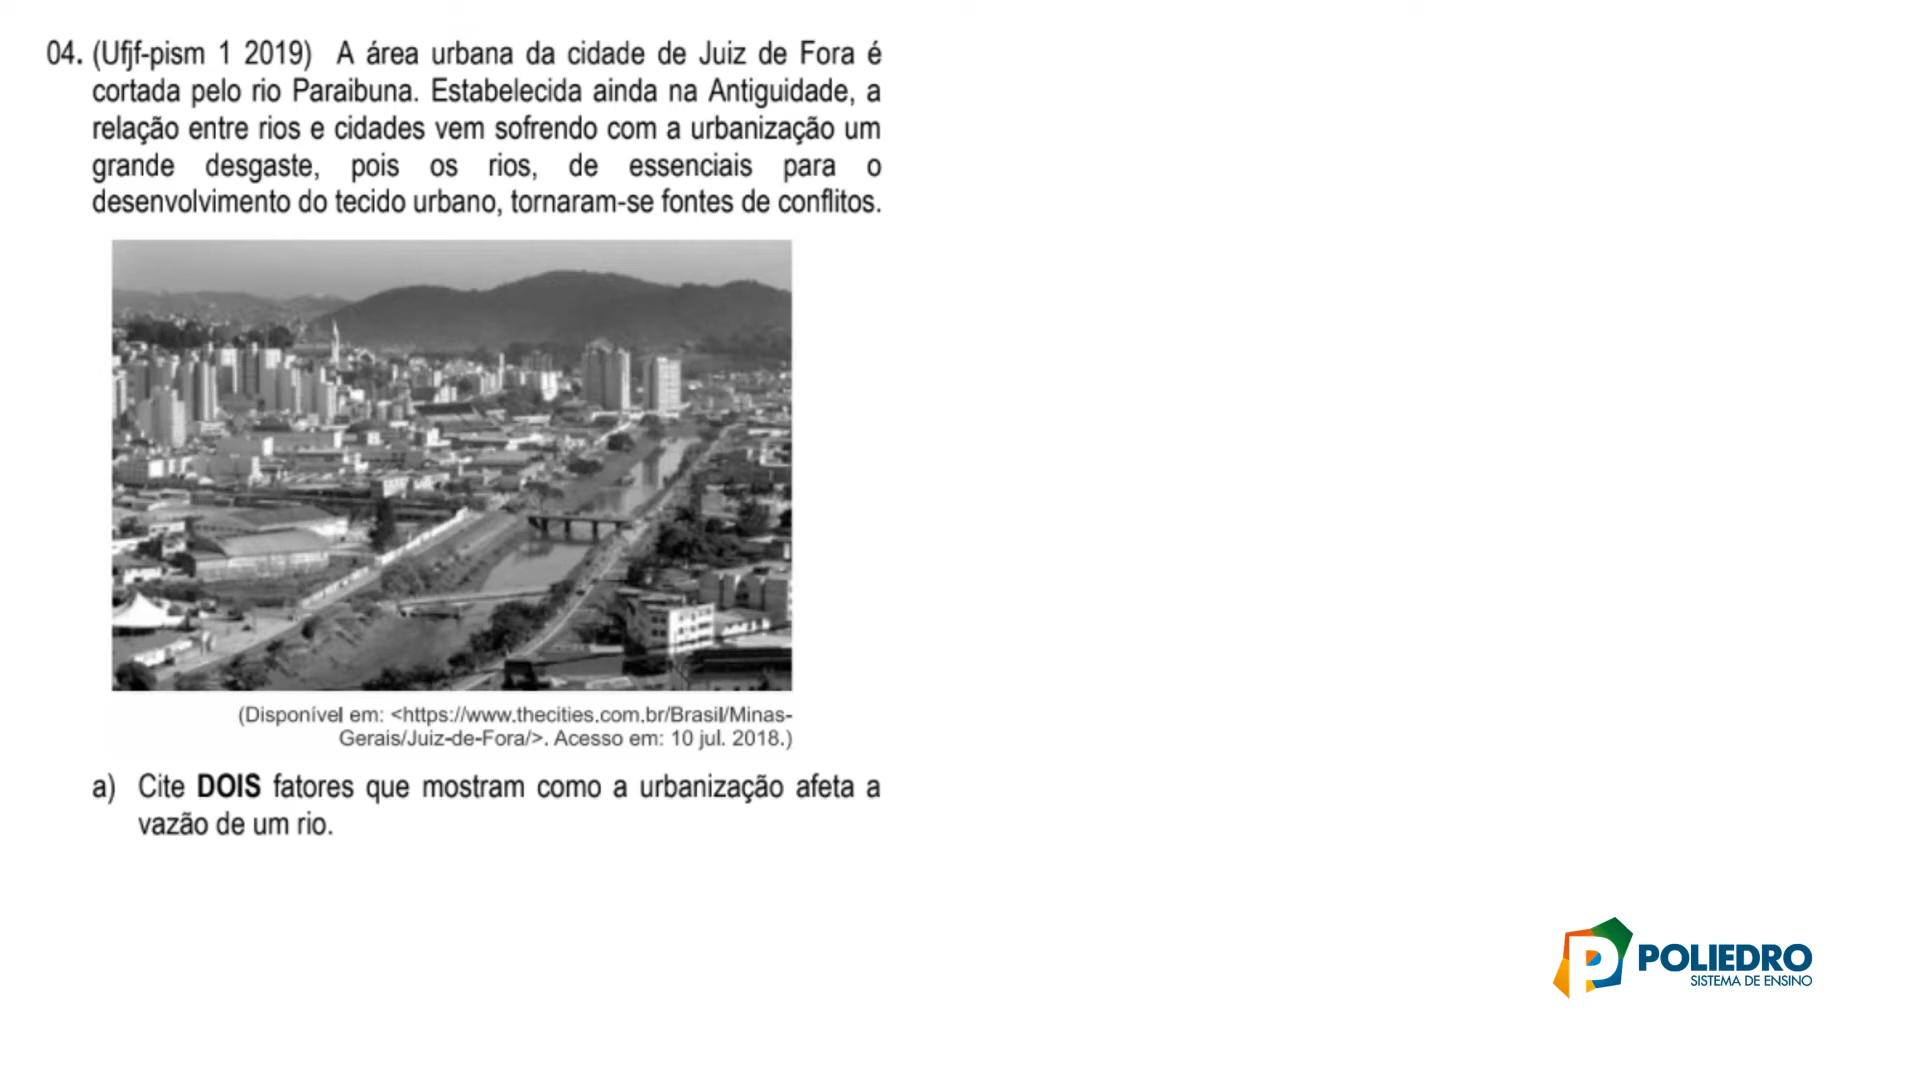 04. (Ufjf-pism 1 2019) A área urbana da cidade de Juiz de Fora é
cortada pelo rio Paraibuna. Estabelecida ainda na Antiguidade, a
relação entre rios e cidades vem sofrendo com a urbanização um
grande desgaste, pois os rios, de essenciais para o
desenvolvimento do tecido urbano, tornaram-se fontes de conflitos.
(Disponível em: <https://www.thecities.com.br/Brasil/Minas-
Gerais/Juiz-de-Fora/>. Acesso em: 10 jul. 2018.)
a) Cite DOIS fatores que mostram como a urbanização afeta a
vazão de um rio.
POLIEDRO
SISTEMA DE ENSINO